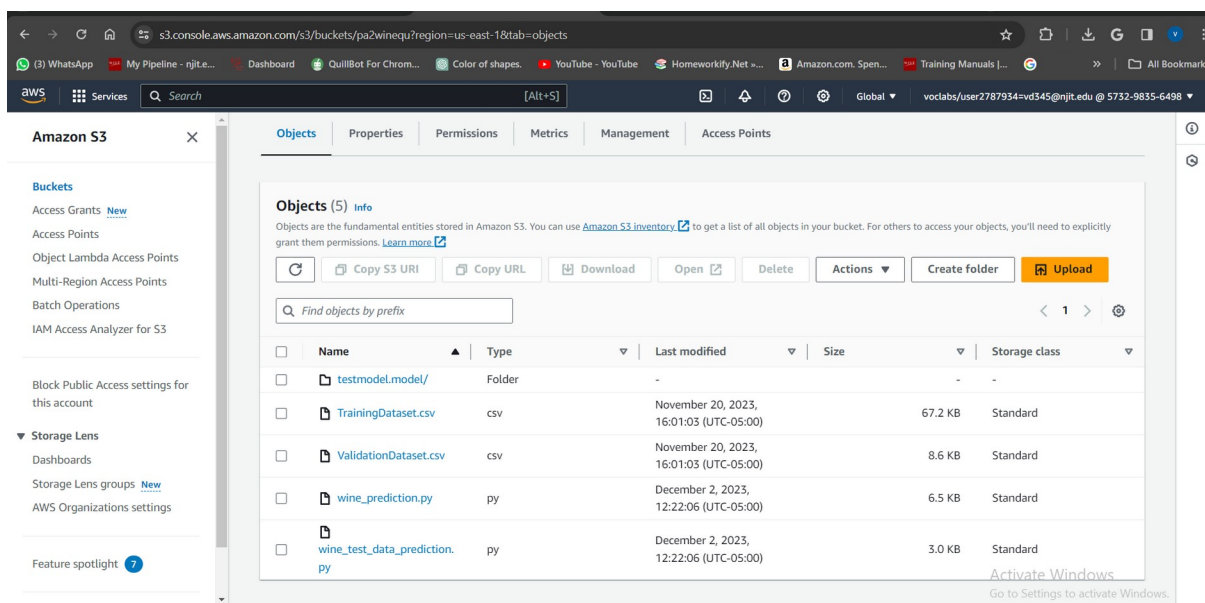 s3.console.aws.amazon.com/s3/buckets/pa2winequ?region=us-east-1&tab=objects
(3) WhatsApp My Pipeline - njit.e... Dashboard QuillBot For Chrom... Color of shapes. YouTube - YouTube Homeworkify.Net »... Amazon.com. Spen... Training Manuals |... » All Bookmark
aws Services Search [Alt+S] Global ▼ voclabs/user2787934=vd345@njit.edu @ 5732-9835-6498 ▼
Amazon S3
Buckets
Access Grants New
Access Points
Object Lambda Access Points
Multi-Region Access Points
Batch Operations
IAM Access Analyzer for S3
Block Public Access settings for
this account
▼ Storage Lens
Dashboards
Storage Lens groups New
AWS Organizations settings
Feature spotlight 7
Objects Properties Permissions Metrics Management Access Points
Objects (5) Info
Objects are the fundamental entities stored in Amazon S3. You can use Amazon S3 inventory to get a list of all objects in your bucket. For others to access your objects, you'll need to explicitly
grant them permissions. Learn more
Copy S3 URI Copy URL Download Open Delete Actions ▼ Create folder Upload
Find objects by prefix
1
Name Type Last modified Size Storage class
testmodel.model/ Folder - - -
TrainingDataset.csv csv November 20, 2023, 67.2 KB Standard
16:01:03 (UTC-05:00)
ValidationDataset.csv csv November 20, 2023, 8.6 KB Standard
16:01:03 (UTC-05:00)
wine_prediction.py py December 2, 2023, 6.5 KB Standard
12:22:06 (UTC-05:00)
wine_test_data_prediction. py December 2, 2023, 3.0 KB Standard
py 12:22:06 (UTC-05:00)
Activate Windows
Go to Settings to activate Windows.